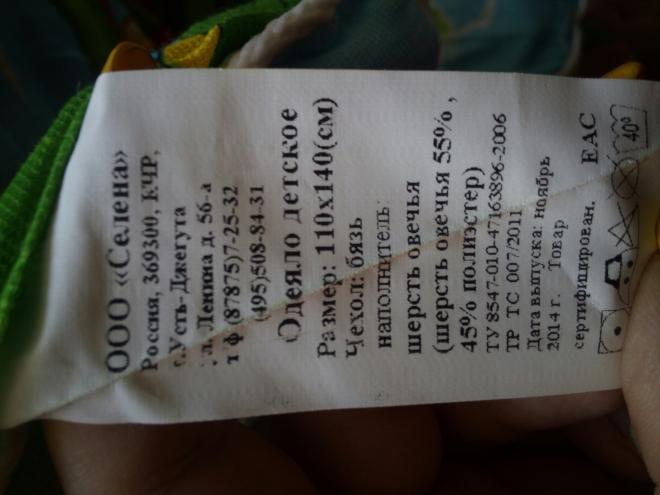 ООО «Селена»
Россия, 369300, КЧР,
г.Усть-Джегута
Ленина д. 56-а
т ф (87875)7-25-32
(495)508-84-31
Одеяло детское
Размер: 110х140(см)
Чехол: бязь
наполнитель:
шерсть овечья
(шерсть овечья 55% ,
45% полиэстер)
ТУ 8547-010-47163896-2006
ТР ТС 007/2011
Дата выпуска: ноябрь
2014 г. Товар
сертифицирован. ЕАС
40°